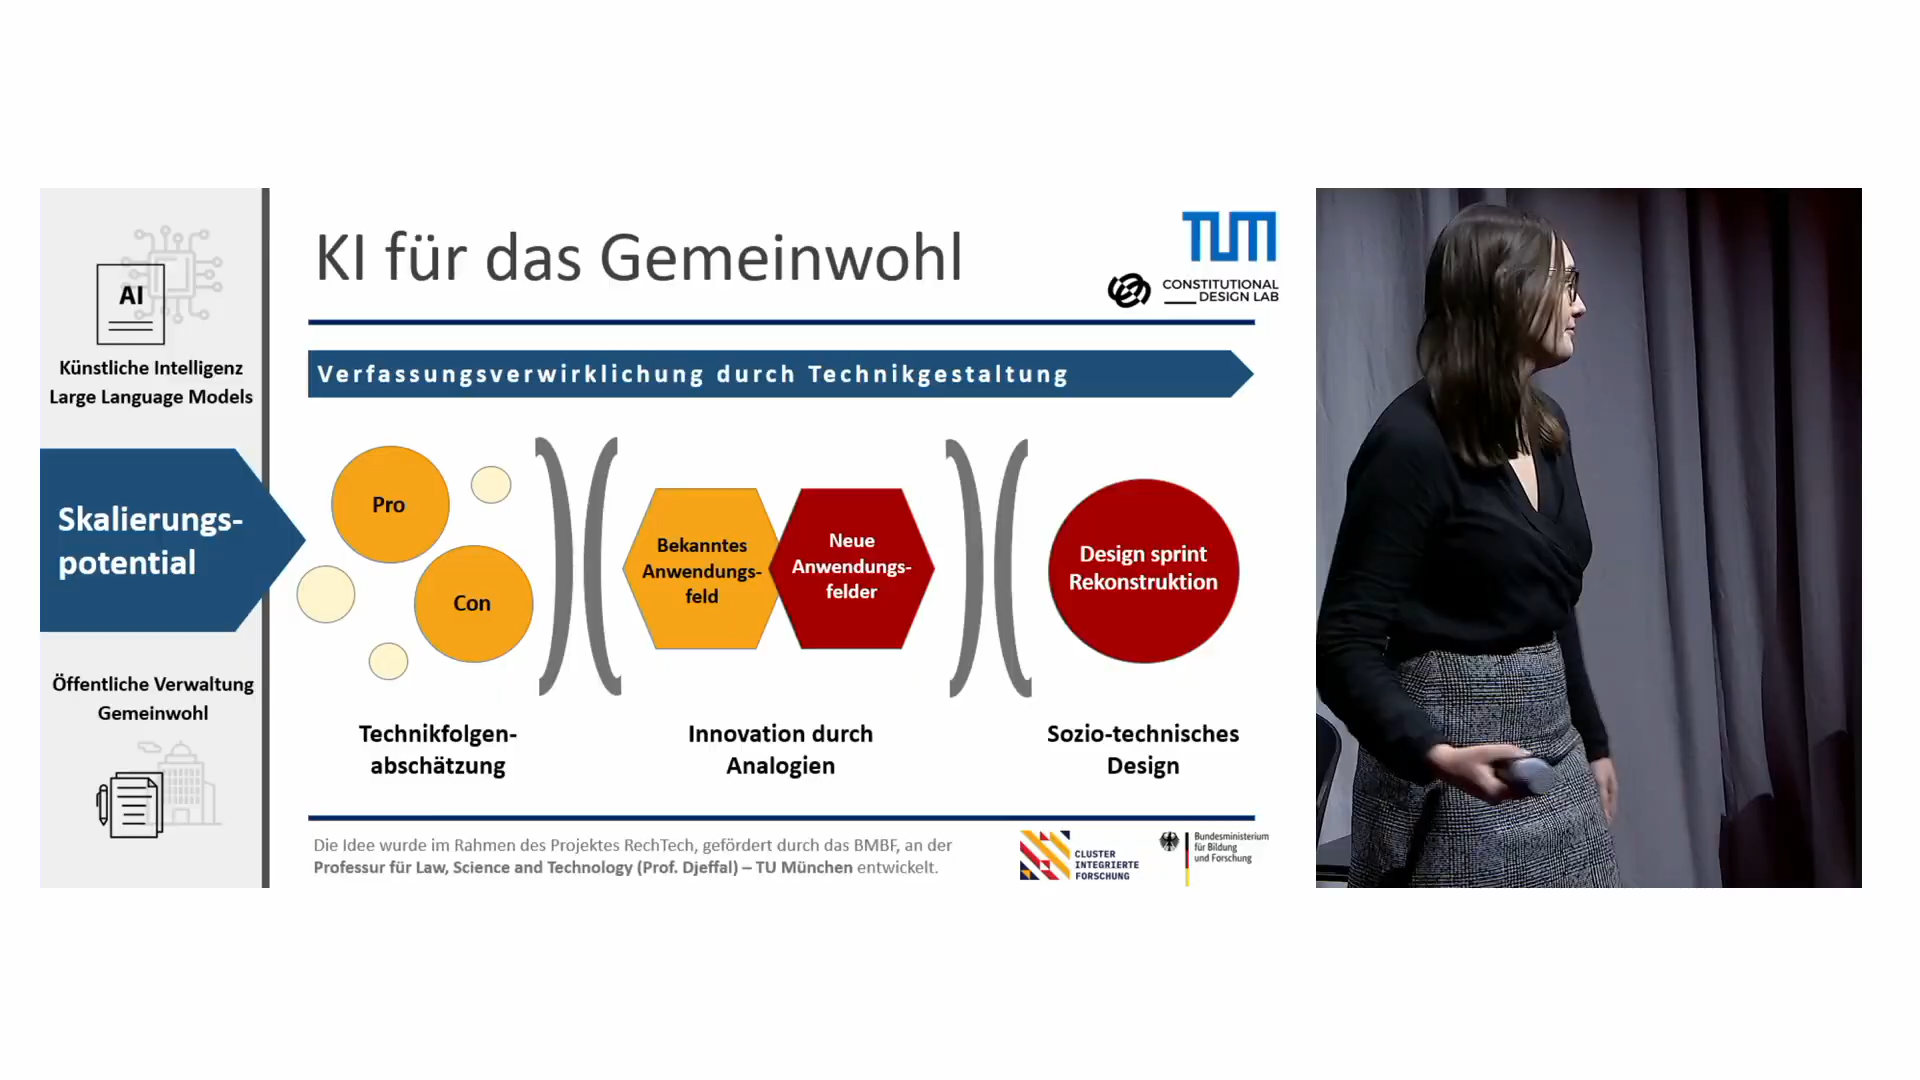 AI
Künstliche Intelligenz
Large Language Models
Skalierungs-
potential
Öffentliche Verwaltung
Gemeinwohl
KI für das Gemeinwohl
TUM
CONSTITUTIONAL
DESIGN LAB
Verfassungsverwirklichung durch Technikgestaltung
Pro
Con
Technikfolgen-
abschätzung
Bekanntes
Anwendungs-
feld
Neue
Anwendungs-
felder
Innovation durch
Analogien
Design sprint
Rekonstruktion
Sozio-technisches
Design
Die Idee wurde im Rahmen des Projektes RechTech, gefördert durch das BMBF, an der
Professur für Law, Science and Technology (Prof. Djeffal) – TU München entwickelt.
CLUSTER
INTEGRIERTE
FORSCHUNG
Bundesministerium
für Bildung
und Forschung